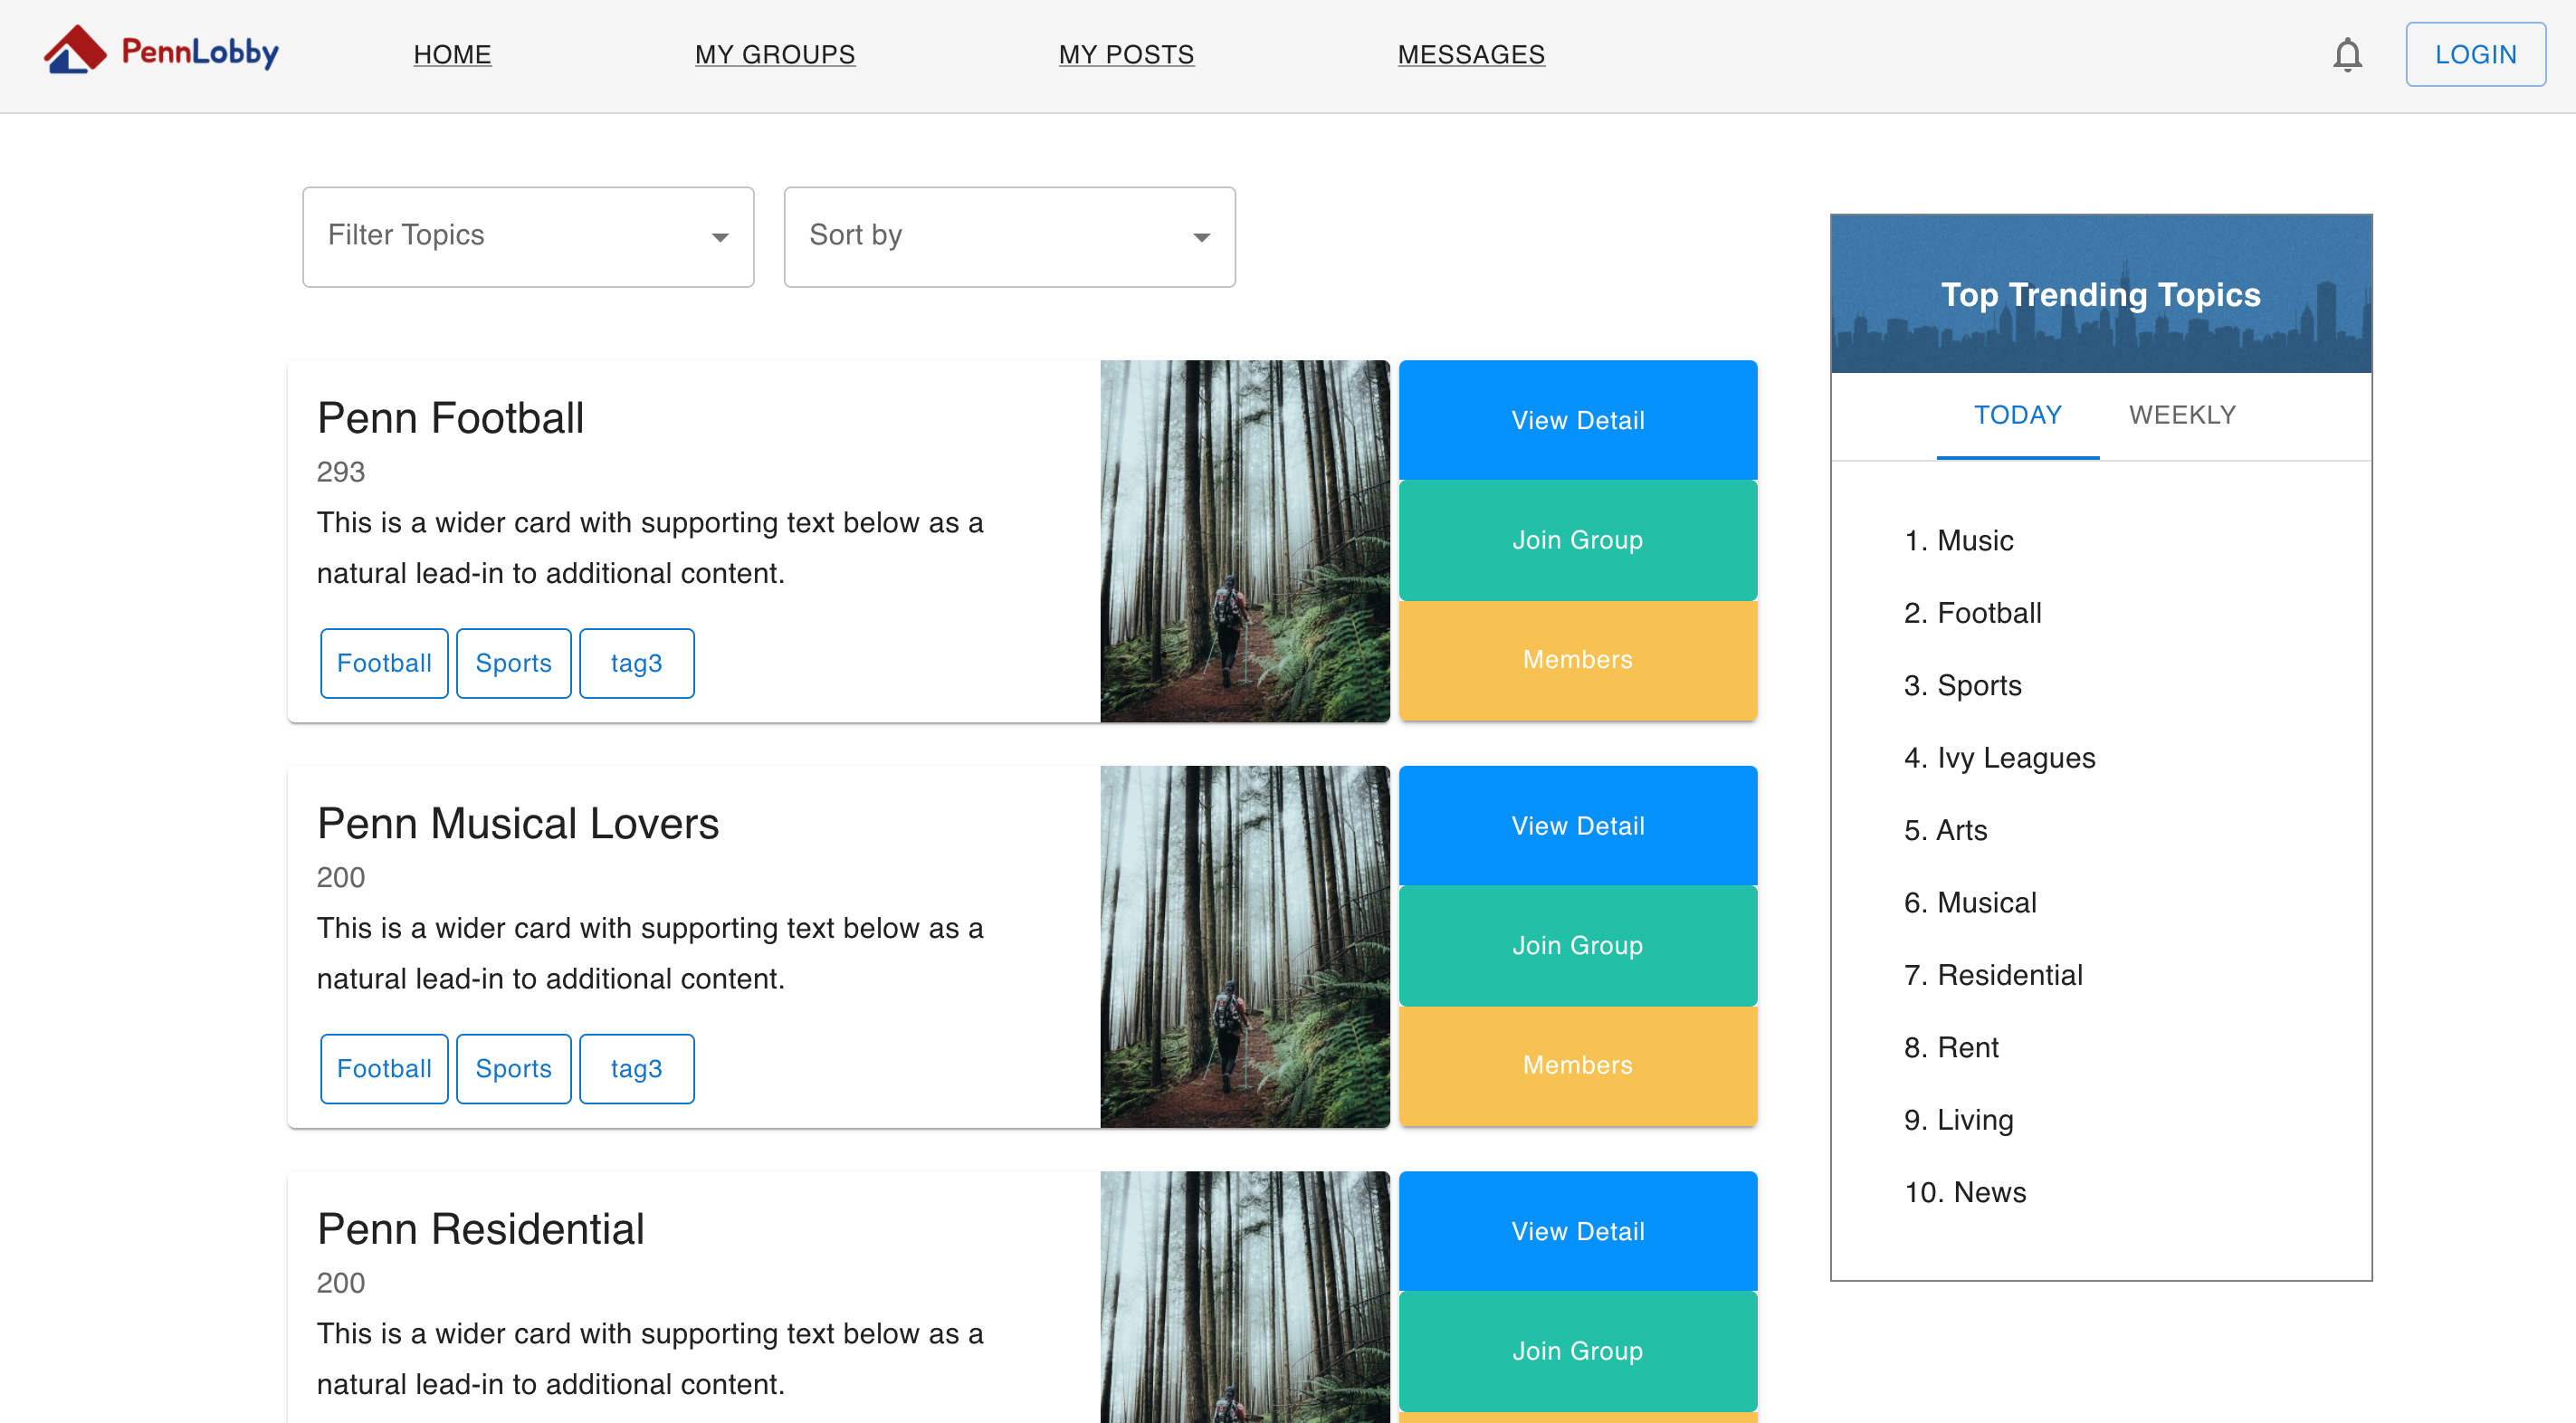 PennLobby
HOME
MY GROUPS
MY POSTS
MESSAGES
LOGIN
Filter Topics
Sort by
Penn Football
293
This is a wider card with supporting text below as a
natural lead-in to additional content.
Football
Sports
tag3
View Detail
Join Group
Members
Penn Musical Lovers
200
This is a wider card with supporting text below as a
natural lead-in to additional content.
Football
Sports
tag3
View Detail
Join Group
Members
Penn Residential
200
This is a wider card with supporting text below as a
natural lead-in to additional content.
View Detail
Join Group
Top Trending Topics
TODAY
WEEKLY
1. Music
2. Football
3. Sports
4. Ivy Leagues
5. Arts
6. Musical
7. Residential
8. Rent
9. Living
10. News